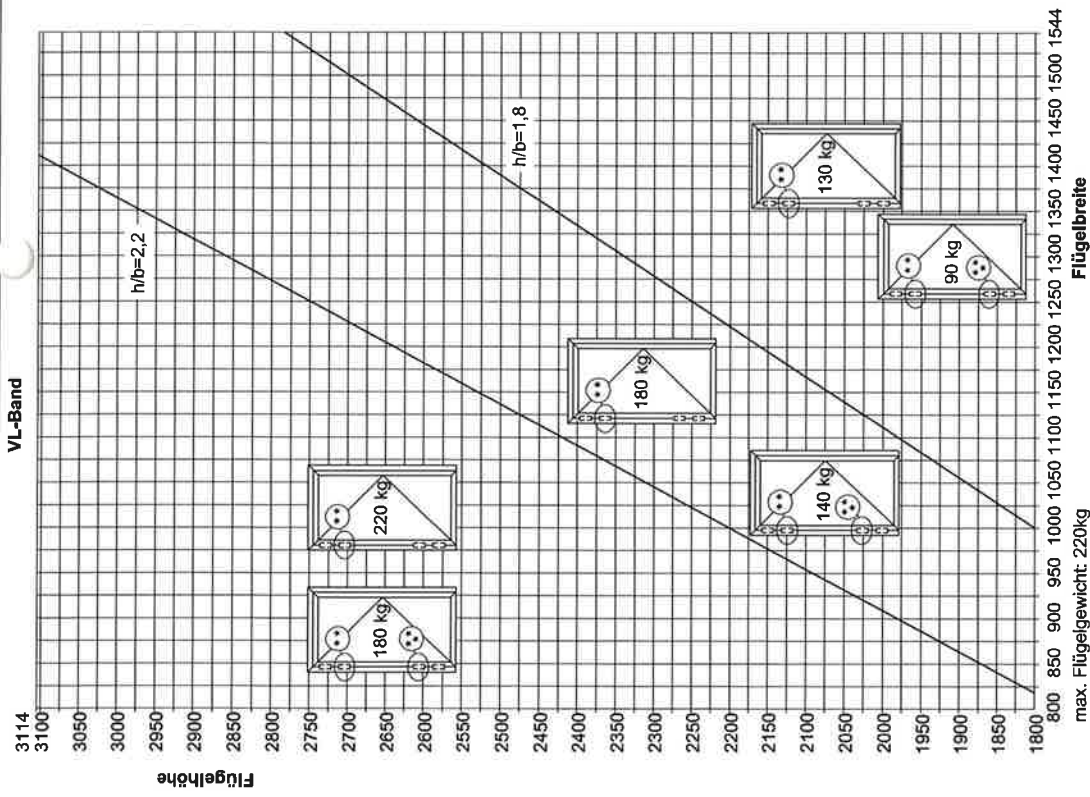 VL-Band
3114
3100
3050
3000
2950
2900
2850
2800
2750
2700
2650
2600
2550
2500
2450
2400
2350
2300
2250
2200
2150
2100
2050
2000
1950
1900
1850
1800
Flügelhöhe
h/b=2,2
h/b=1,8
180 kg
220 kg
180 kg
140 kg
130 kg
90 kg
800 850 900 950 1000 1050 1100 1150 1200 1250 1300 1350 1400 1450 1500 1544
Flügelbreite
max. Flügelgewicht: 220kg